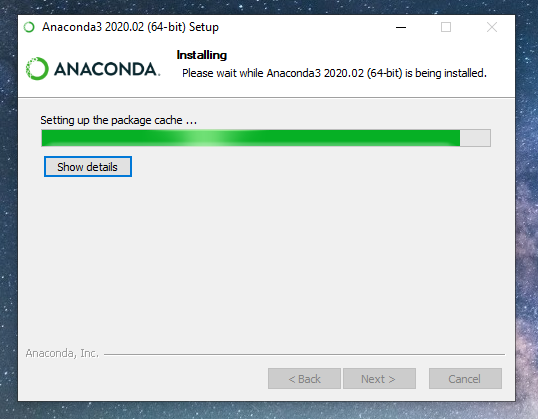 Anaconda3 2020.02 (64-bit) Setup
ANACONDA.
Installing
Please wait while Anaconda3 2020.02 (64-bit) is being installed.
Setting up the package cache ...
Show details
Anaconda, Inc.
< Back
Next >
Cancel